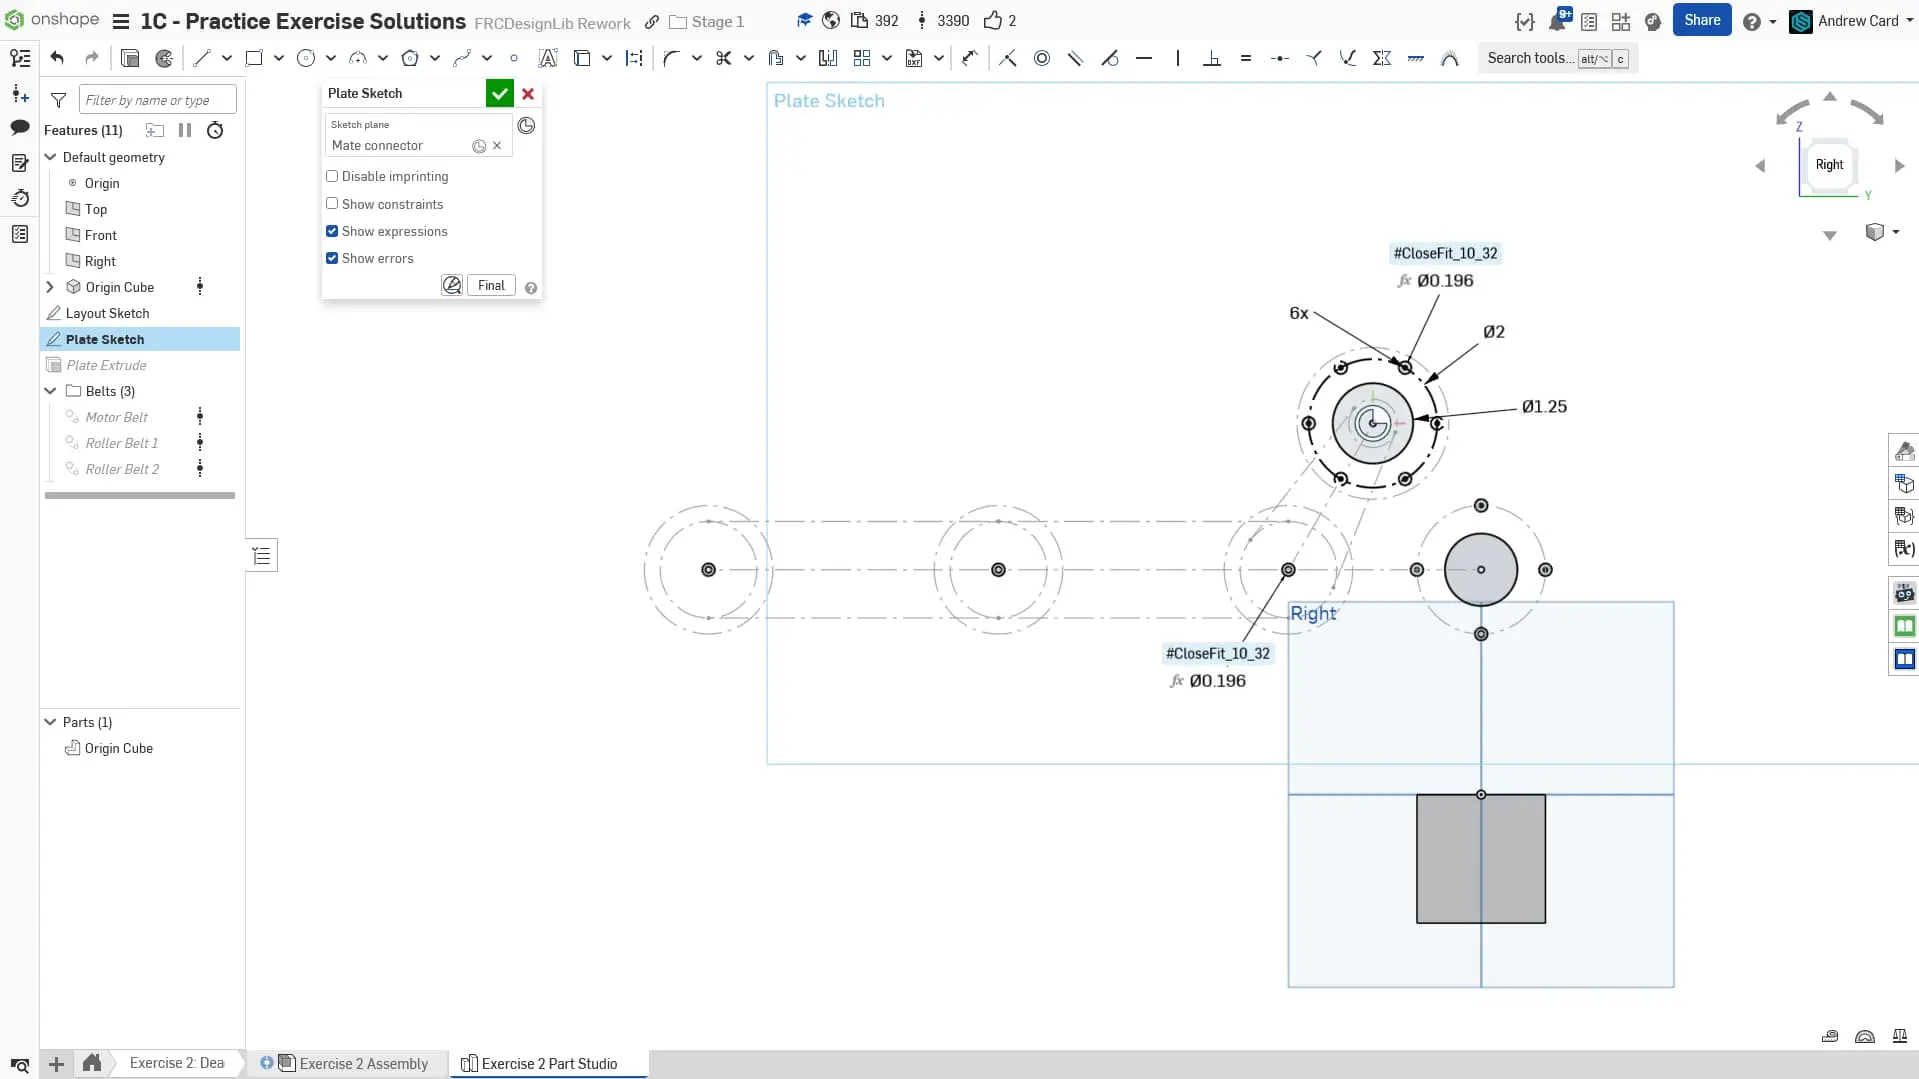 onshape
1C - Practice Exercise Solutions
FRCDesignLib Rework
Stage 1
392
3390
2
9+
Share
Andrew Card
Search tools... alt/⌥ c
Filter by name or type
Features (11)
Default geometry
Origin
Top
Front
Right
Origin Cube
Layout Sketch
Plate Sketch
Plate Extrude
Belts (3)
Motor Belt
Roller Belt 1
Roller Belt 2
Parts (1)
Origin Cube
Plate Sketch
Sketch plane
Mate connector
Disable imprinting
Show constraints
Show expressions
Show errors
Final
Plate Sketch
Z
Right
Y
#CloseFit_10_32
fx Ø0.196
6x
Ø2
Ø1.25
Right
#CloseFit_10_32
fx Ø0.196
Exercise 2: Dea
Exercise 2 Assembly
Exercise 2 Part Studio